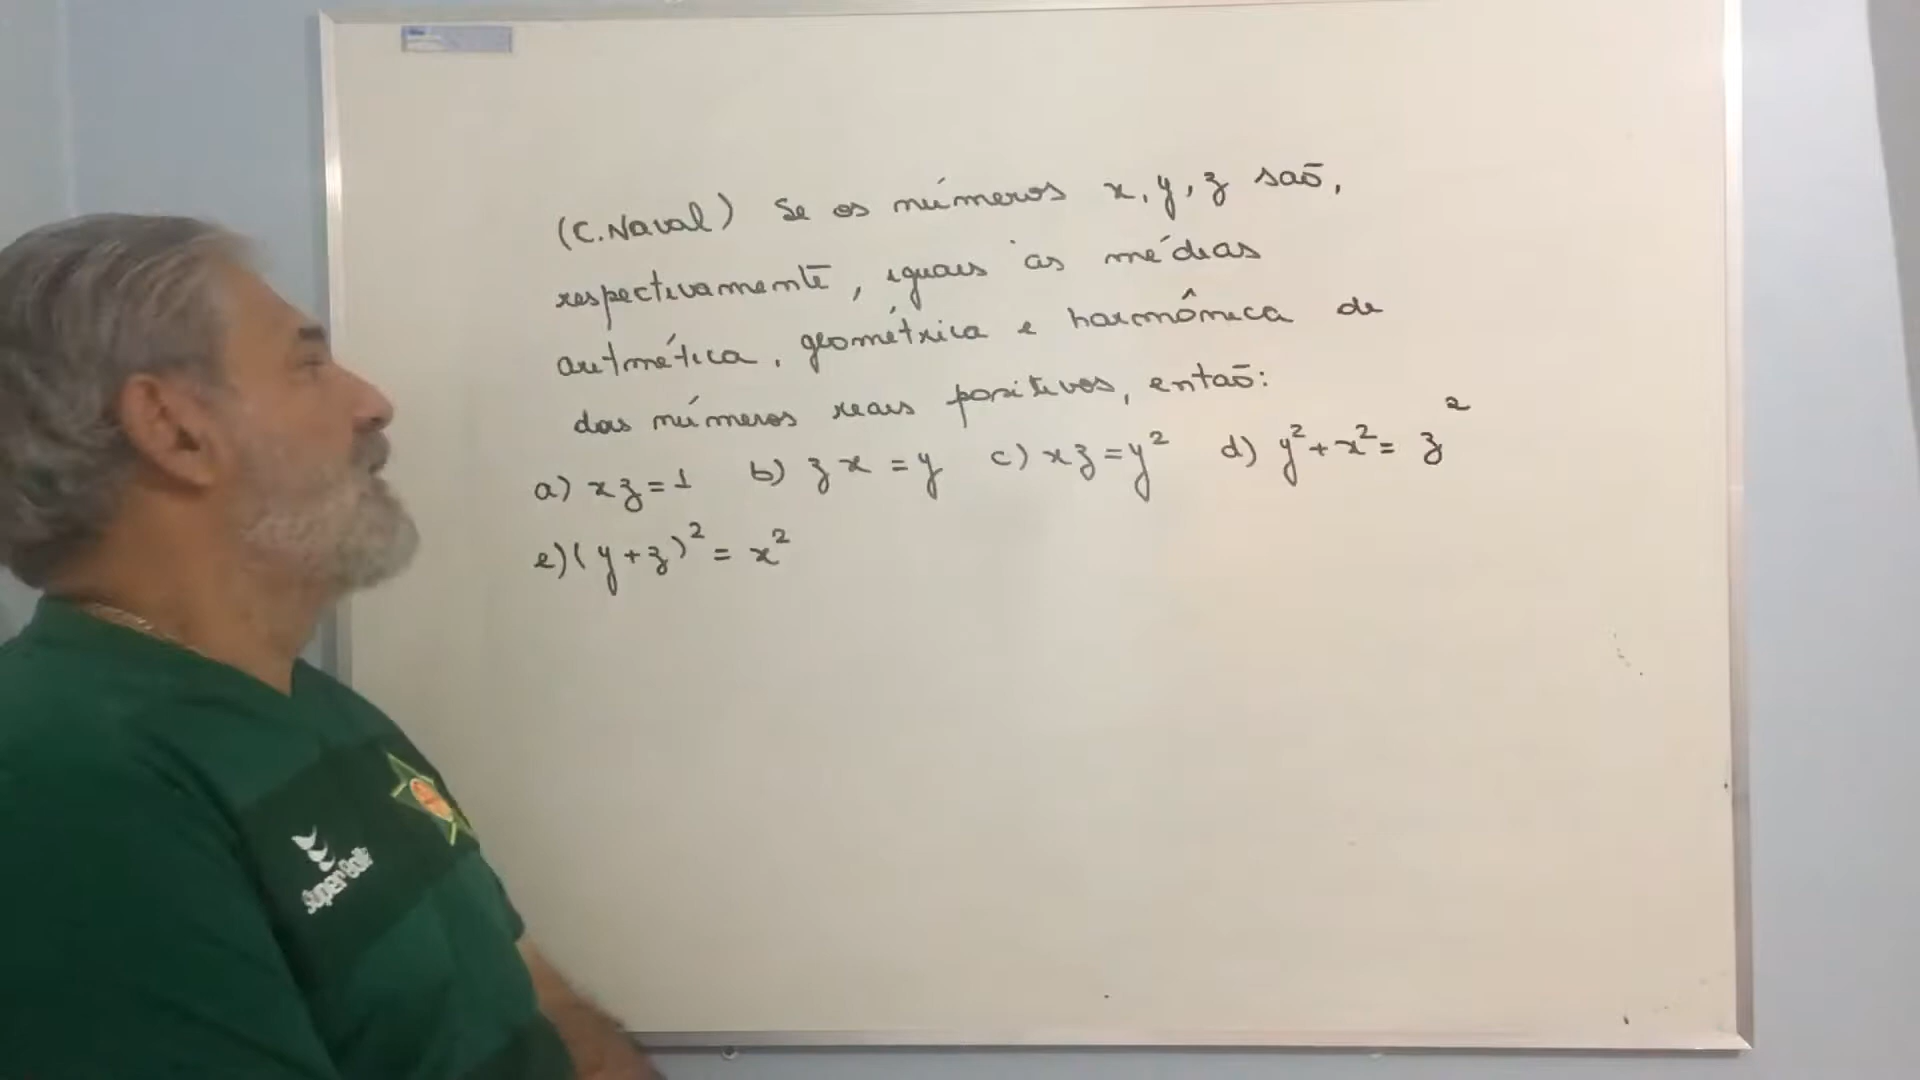 (C.Naval) Se os números x, y, z saõ,
respectivamente, iguais às médias
aritmética, geométrica e harmônica de
dois números reais positivos, entaõ:
a) xz=1 b) zx=y c) xz=y² d) y²+x²=z²
e) (y+z)²=x²
SuperBolla